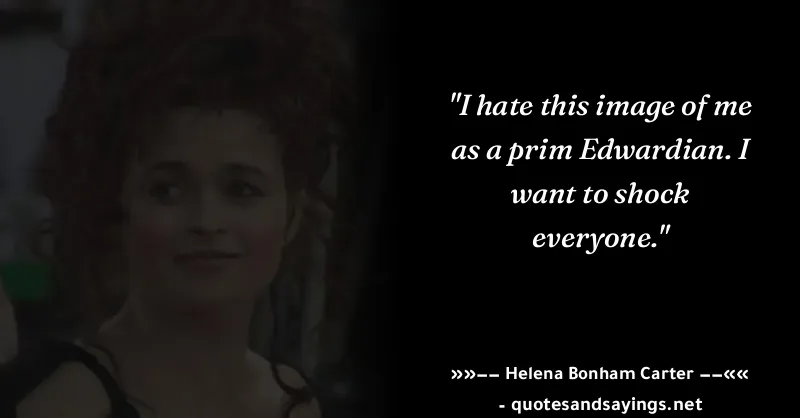 "I hate this image of me
as a prim Edwardian. I
want to shock
everyone."
»»–– Helena Bonham Carter ––««
- quotesandsayings.net